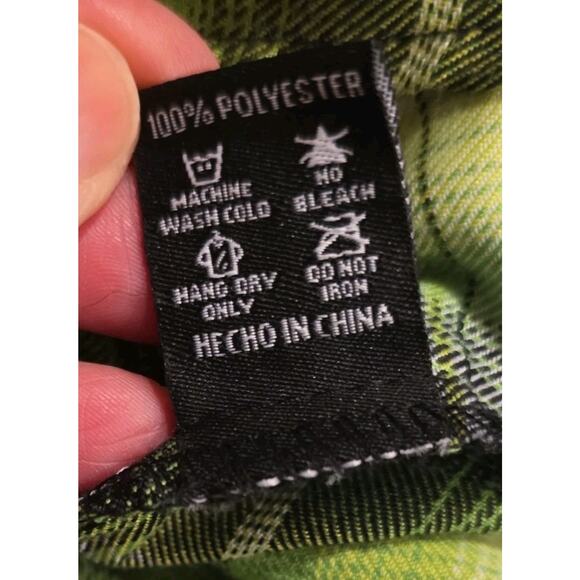 100% POLYESTER
MACHINE
WASH COLD
NO
BLEACH
HANG DRY
ONLY
DO NOT
IRON
HECHO IN CHINA